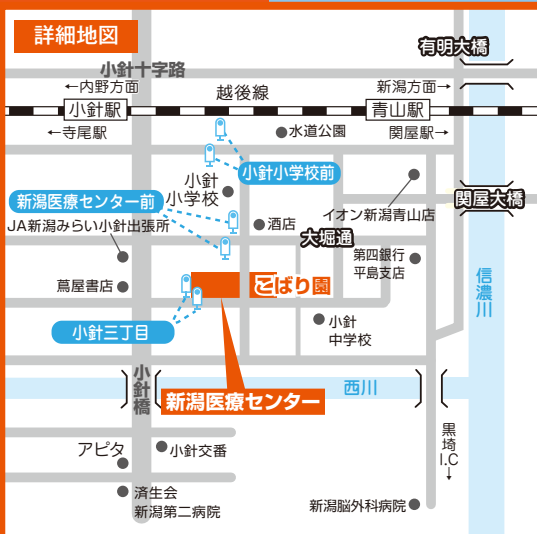 詳細地図
有明大橋
小針十字路
←内野方面
越後線
新潟方面→
小針駅
青山駅
←寺尾駅
水道公園
関屋駅→
小針小学校前
小針
小学校
新潟医療センター前
イオン新潟青山店
関屋大橋
JA新潟みらい小針出張所
酒店
大堀通
第四銀行
平島支店
蔦屋書店
こばり園
信濃川
小針三丁目
小針
中学校
小針橋
新潟医療センター
西川
黒埼I.C→
アピタ
小針交番
済生会
新潟第二病院
新潟脳外科病院